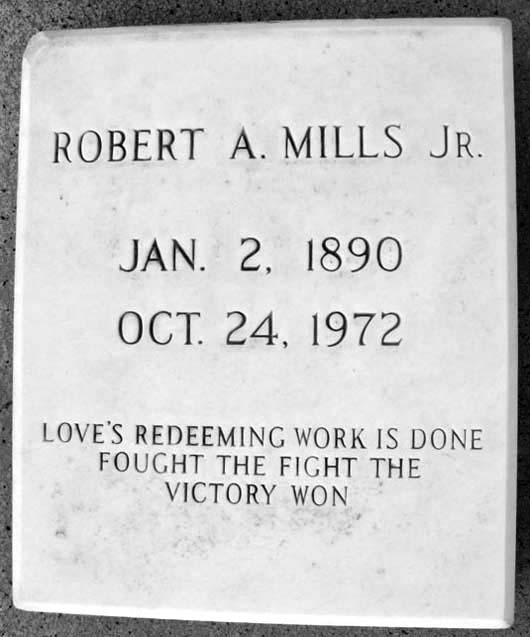 ROBERT A. MILLS JR.
JAN. 2, 1890
OCT. 24, 1972
LOVE'S REDEEMING WORK IS DONE
FOUGHT THE FIGHT THE
VICTORY WON